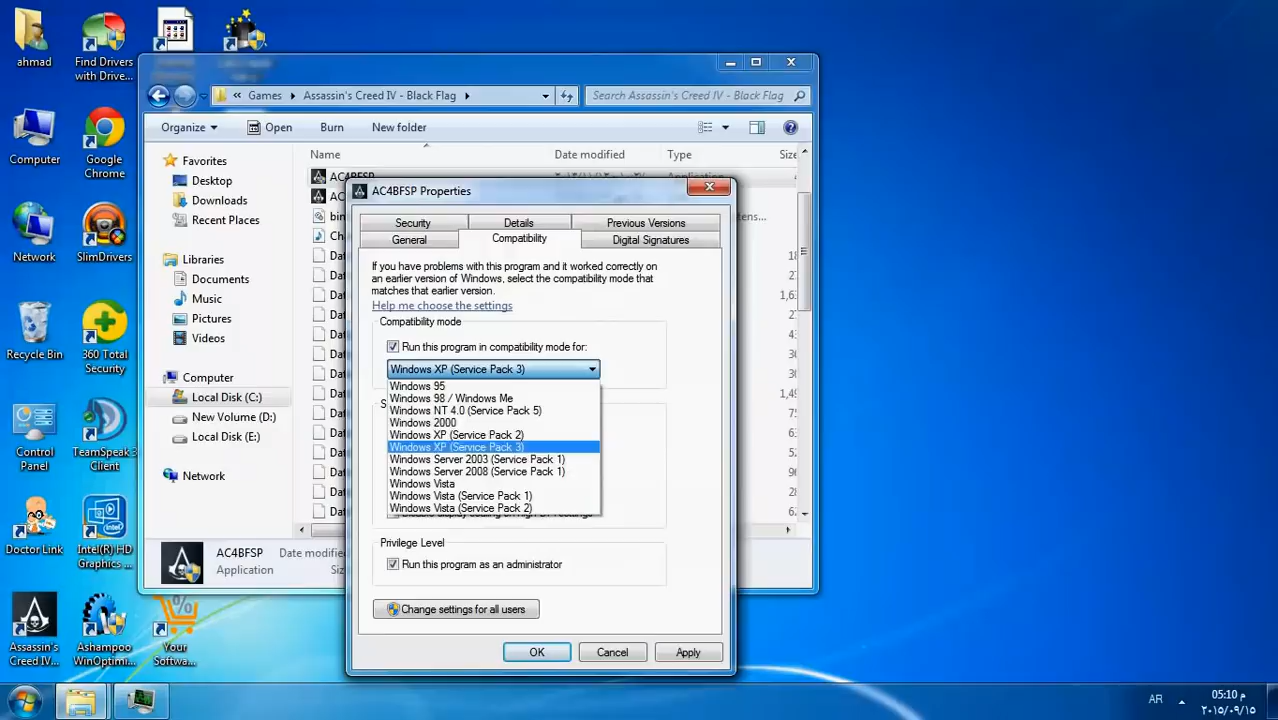 ahmad
Find Drivers
with Drive...
Computer
Google
Chrome
Network
SlimDrivers
Recycle Bin
360 Total
Security
Control
Panel
TeamSpeak 3
Client
Doctor Link
Intel(R) HD
Graphics ...
Assassin's
Creed IV...
Ashampoo
WinOptimi...
Your
Softwa...
« Games Assassin's Creed IV - Black Flag
Search Assassin's Creed IV - Black Flag
Organize Open Burn New folder
Name Date modified Type Size
Favorites
Desktop
Downloads
Recent Places
Libraries
Documents
Music
Pictures
Videos
Computer
Local Disk (C:)
New Volume (D:)
Local Disk (E:)
Network
AC4BFSP
Application
Date modified
AC4BFSP Properties
Security Details Previous Versions
General Compatibility Digital Signatures
If you have problems with this program and it worked correctly on
an earlier version of Windows, select the compatibility mode that
matches that earlier version.
Help me choose the settings
Compatibility mode
Run this program in compatibility mode for:
Windows XP (Service Pack 3)
Windows 95
Windows 98 / Windows Me
Windows NT 4.0 (Service Pack 5)
Windows 2000
Windows XP (Service Pack 2)
Windows XP (Service Pack 3)
Windows Server 2003 (Service Pack 1)
Windows Server 2008 (Service Pack 1)
Windows Vista
Windows Vista (Service Pack 1)
Windows Vista (Service Pack 2)
Privilege Level
Run this program as an administrator
Change settings for all users
OK Cancel Apply
AR
05:10 م
٢٠١٥/٠٩/١٥